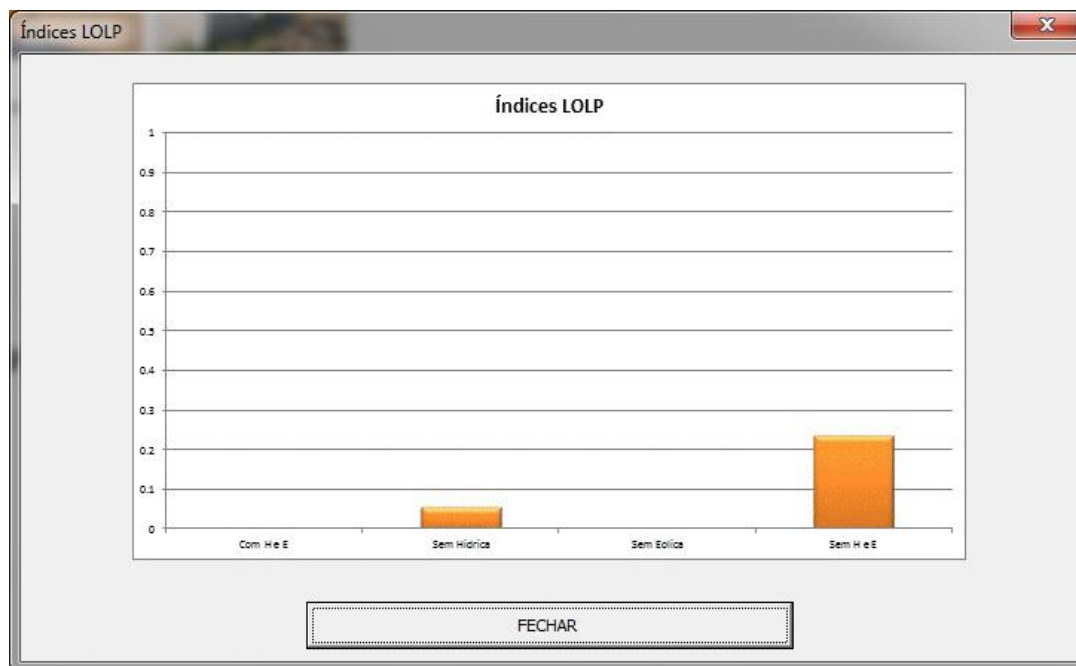 Índices LOLP
Índices LOLP
1
0.9
0.8
0.7
0.6
0.5
0.4
0.3
0.2
0.1
0
Com H e E Sem Hídrica Sem Eolica Sem H e E
FECHAR